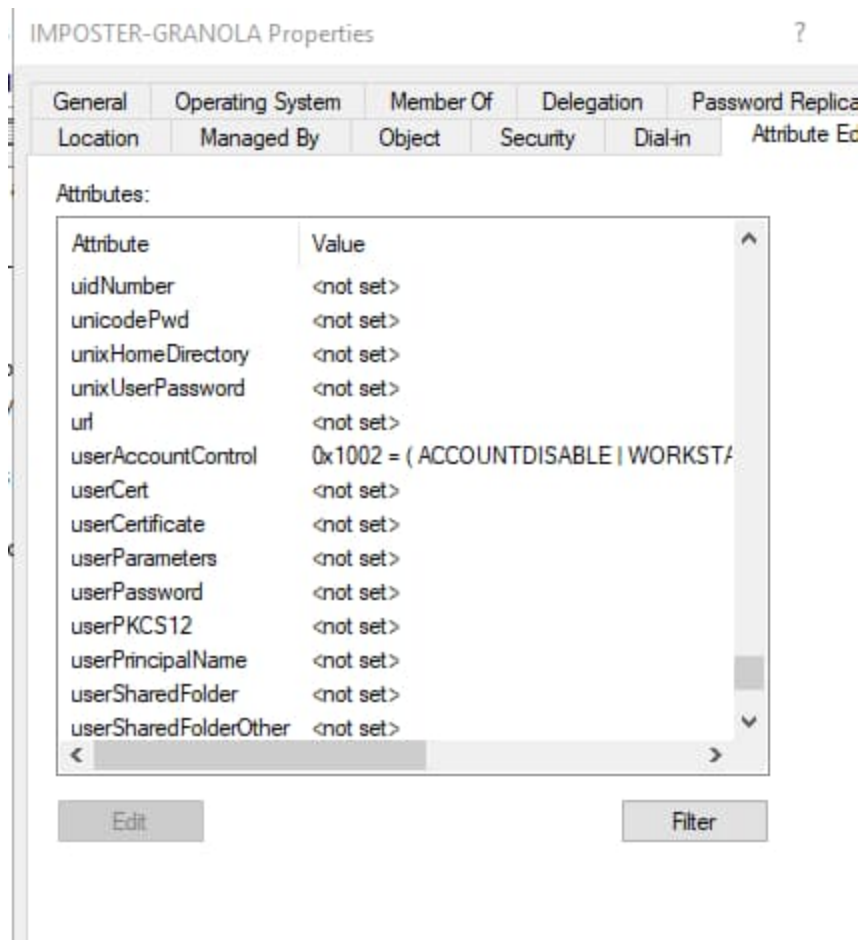 IMPOSTER-GRANOLA Properties ?
General Operating System Member Of Delegation Password Replica
Location Managed By Object Security Dial-in Attribute Ed
Attributes:
Attribute Value
uidNumber <not set>
unicodePwd <not set>
unixHomeDirectory <not set>
unixUserPassword <not set>
url <not set>
userAccountControl 0x1002 = ( ACCOUNTDISABLE | WORKSTA
userCert <not set>
userCertificate <not set>
userParameters <not set>
userPassword <not set>
userPKCS12 <not set>
userPrincipalName <not set>
userSharedFolder <not set>
userSharedFolderOther <not set>
Edit Filter